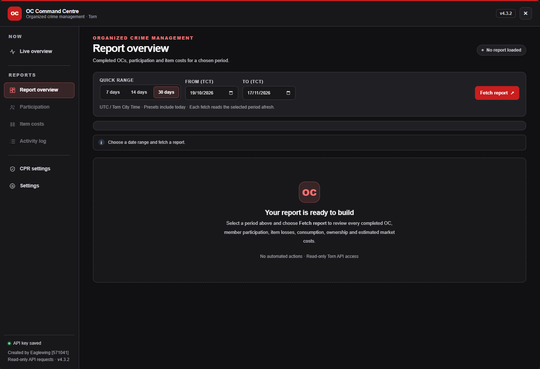 OC
OC Command Centre
Organized crime management · Torn
v4.3.2
×
NOW
Live overview
REPORTS
Report overview
Participation
Item costs
Activity log
CPR settings
Settings
API key saved
Created by Eaglewing [571041]
Read-only API requests · v4.3.2
ORGANIZED CRIME MANAGEMENT
Report overview
Completed OCs, participation and item costs for a chosen period.
No report loaded
QUICK RANGE
7 days
14 days
30 days
FROM (TCT)
19/10/2026
TO (TCT)
17/11/2026
Fetch report ↗
UTC / Torn City Time · Presets include today · Each fetch reads the selected period afresh.
i
Choose a date range and fetch a report.
OC
Your report is ready to build
Select a period above and choose Fetch report to review every completed OC,
member participation, item losses, consumption, ownership and estimated market
costs.
No automated actions · Read-only Torn API access